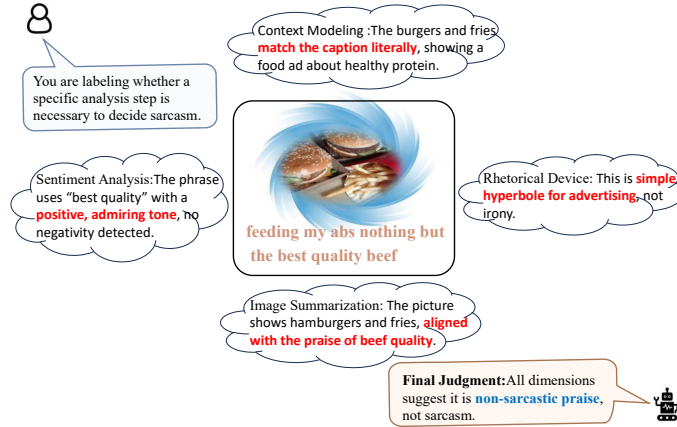 Context Modeling :The burgers and fries
match the caption literally, showing a
food ad about healthy protein.
You are labeling whether a
specific analysis step is
necessary to decide sarcasm.
Sentiment Analysis:The phrase
uses “best quality” with a
positive, admiring tone, no
negativity detected.
feeding my abs nothing but
the best quality beef
Rhetorical Device: This is simple
hyperbole for advertising, not
irony.
Image Summarization: The picture
shows hamburgers and fries, aligned
with the praise of beef quality.
Final Judgment:All dimensions
suggest it is non-sarcastic praise,
not sarcasm.